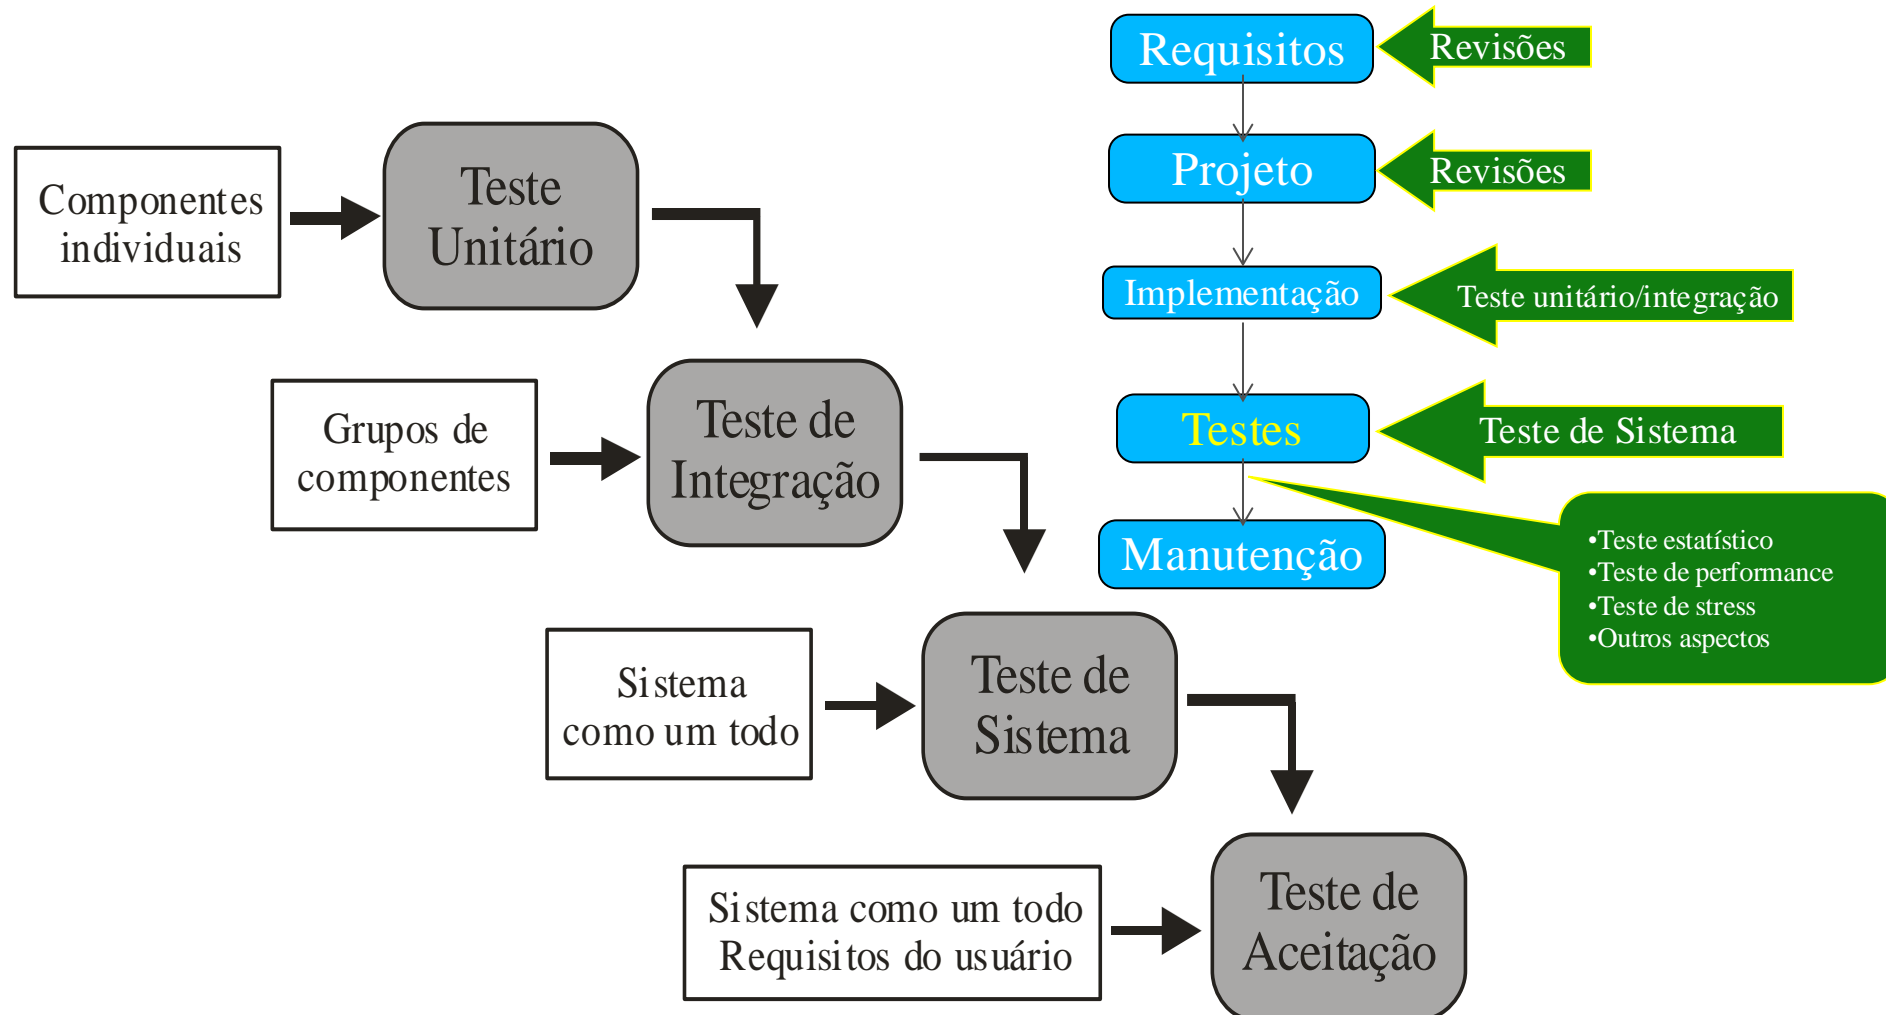 Componentes
individuais
Teste
Unitário
Grupos de
componentes
Teste de
Integração
Sistema
como um todo
Teste de
Sistema
Sistema como um todo
Requisitos do usuário
Teste de
Aceitação
Requisitos
Revisões
Projeto
Revisões
Implementação
Teste unitário/integração
Testes
Teste de Sistema
Manutenção
•Teste estatístico
•Teste de performance
•Teste de stress
•Outros aspectos